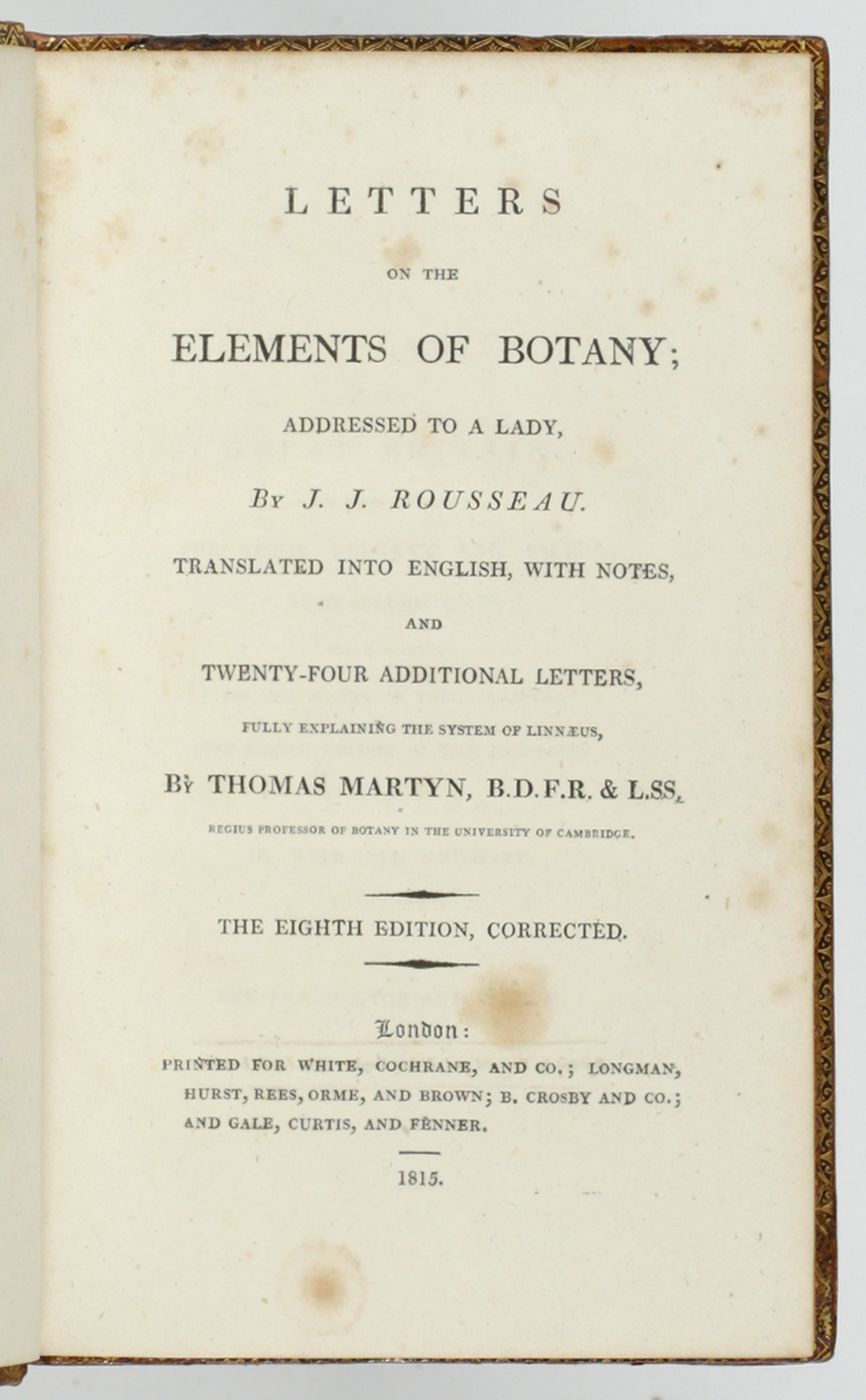 LETTERS
ON THE
ELEMENTS OF BOTANY;
ADDRESSED TO A LADY,
By J. J. ROUSSEAU.
TRANSLATED INTO ENGLISH, WITH NOTES,
AND
TWENTY-FOUR ADDITIONAL LETTERS,
FULLY EXPLAINING THE SYSTEM OF LINNÆUS,
BY THOMAS MARTYN, B.D.F.R. & L.SS.
REGIUS PROFESSOR OF BOTANY IN THE UNIVERSITY OF CAMBRIDGE.
THE EIGHTH EDITION, CORRECTED.
London:
PRINTED FOR WHITE, COCHRANE, AND CO.; LONGMAN,
HURST, REES, ORME, AND BROWN; B. CROSBY AND CO.;
AND GALE, CURTIS, AND FENNER.
1815.